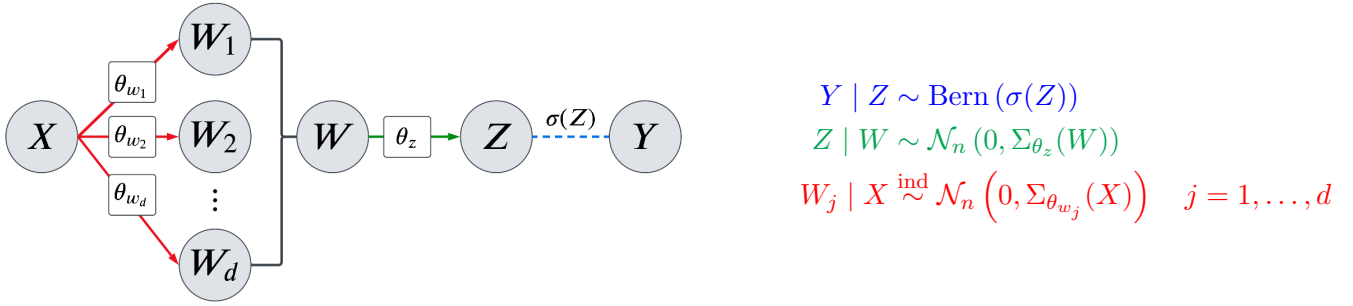 X
θ_{w_1}
θ_{w_2}
θ_{w_d}
W_1
W_2
⋮
W_d
W
θ_z
Z
σ(Z)
Y
Y | Z ∼ Bern (σ(Z))
Z | W ∼ 𝒩_n (0, Σ_{θ_z}(W))
W_j | X ∼^{ind} 𝒩_n (0, Σ_{θ_{w_j}}(X)) j = 1, . . . , d